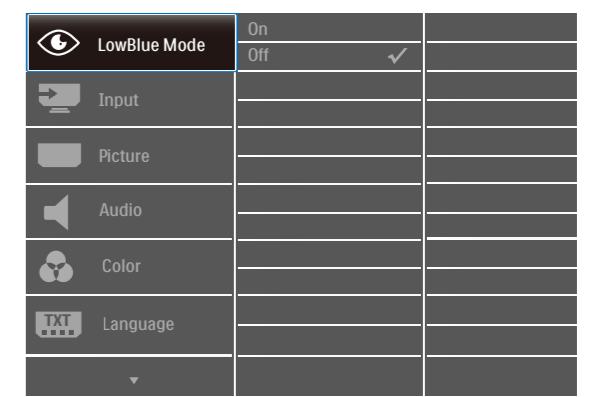 LowBlue Mode
On
Off
Input
Picture
Audio
Color
TXT
Language